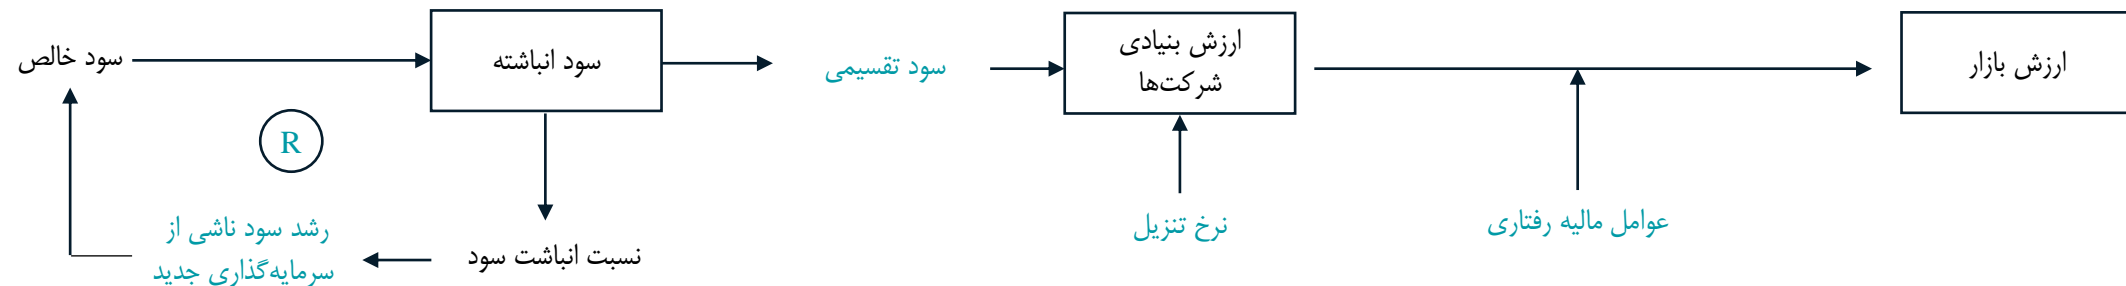 سود خالص
سود انباشته
سود تقسیمی
ارزش بنیادی
شرکت‌ها
ارزش بازار
R
رشد سود ناشی از
سرمایه‌گذاری جدید
نسبت انباشت سود
نرخ تنزیل
عوامل مالیه رفتاری